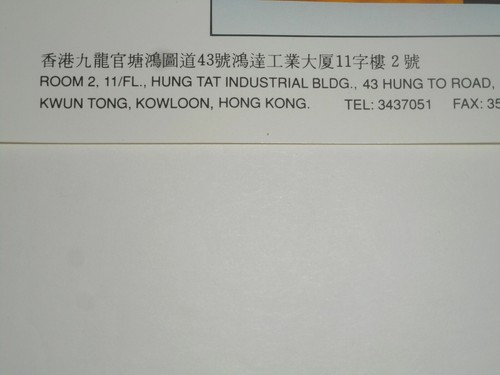 香港九龍官塘鴻圖道43號鴻達工業大厦11字樓 2 號
ROOM 2, 11/FL., HUNG TAT INDUSTRIAL BLDG., 43 HUNG TO ROAD,
KWUN TONG, KOWLOON, HONG KONG. TEL: 3437051 FAX: 35